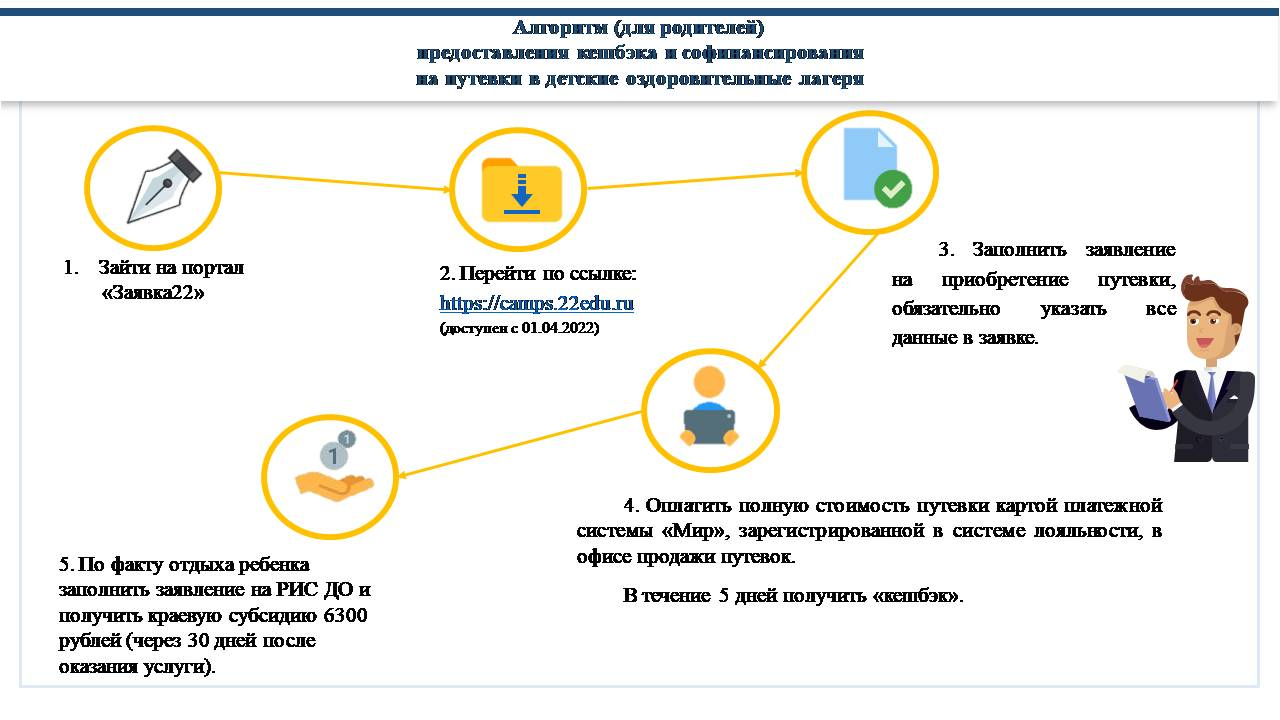 Алгоритм (для родителей)
предоставления кешбэка и софинансирования
на путевки в детские оздоровительные лагеря
1. Зайти на портал
«Заявка22»
2. Перейти по ссылке:
https://camps.22edu.ru
(доступен с 01.04.2022)
3. Заполнить заявление
на приобретение путевки,
обязательно указать все
данные в заявке.
4. Оплатить полную стоимость путевки картой платежной
системы «Мир», зарегистрированной в системе лояльности, в
офисе продажи путевок.
В течение 5 дней получить «кешбэк».
1
1
5. По факту отдыха ребенка
заполнить заявление на РИС ДО и
получить краевую субсидию 6300
рублей (через 30 дней после
оказания услуги).